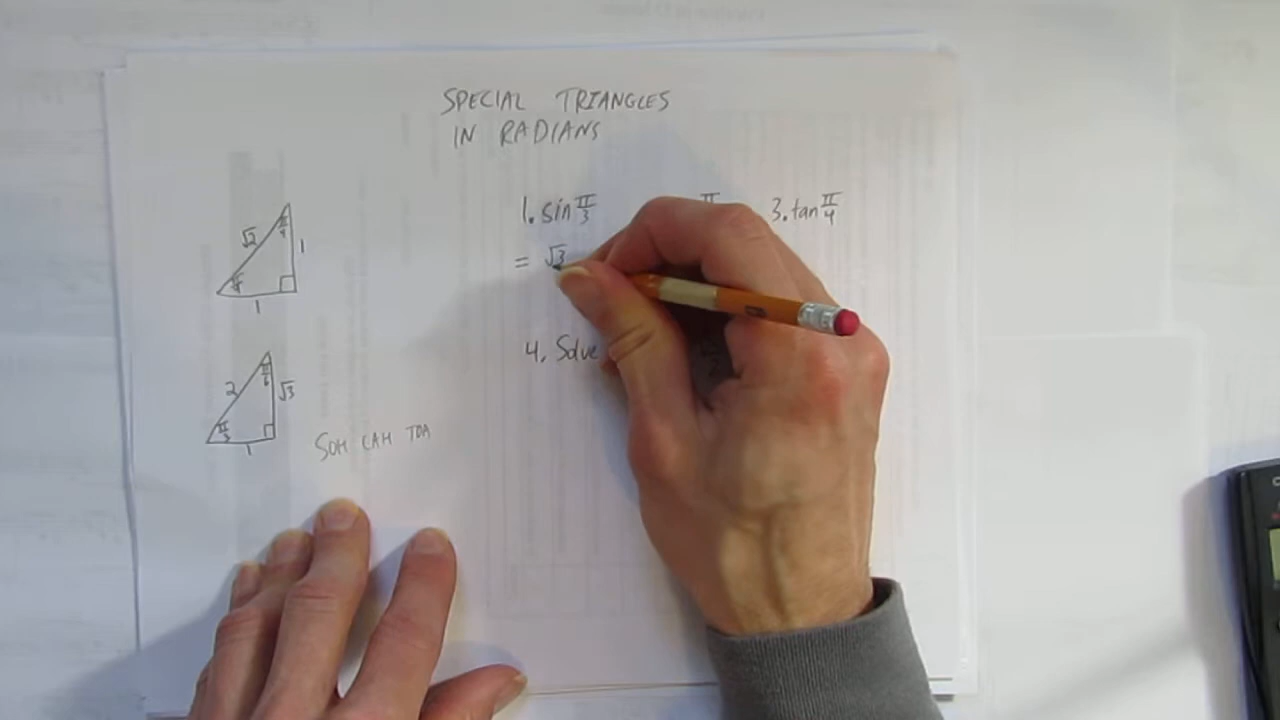 SPECIAL TRIANGLES
IN RADIANS
1. sin π/3
π
3. tan π/4
= √3
4. Solve
√2
π/4
1
π/4
1
2
π/6
√3
π/3
1
SOH CAH TOA